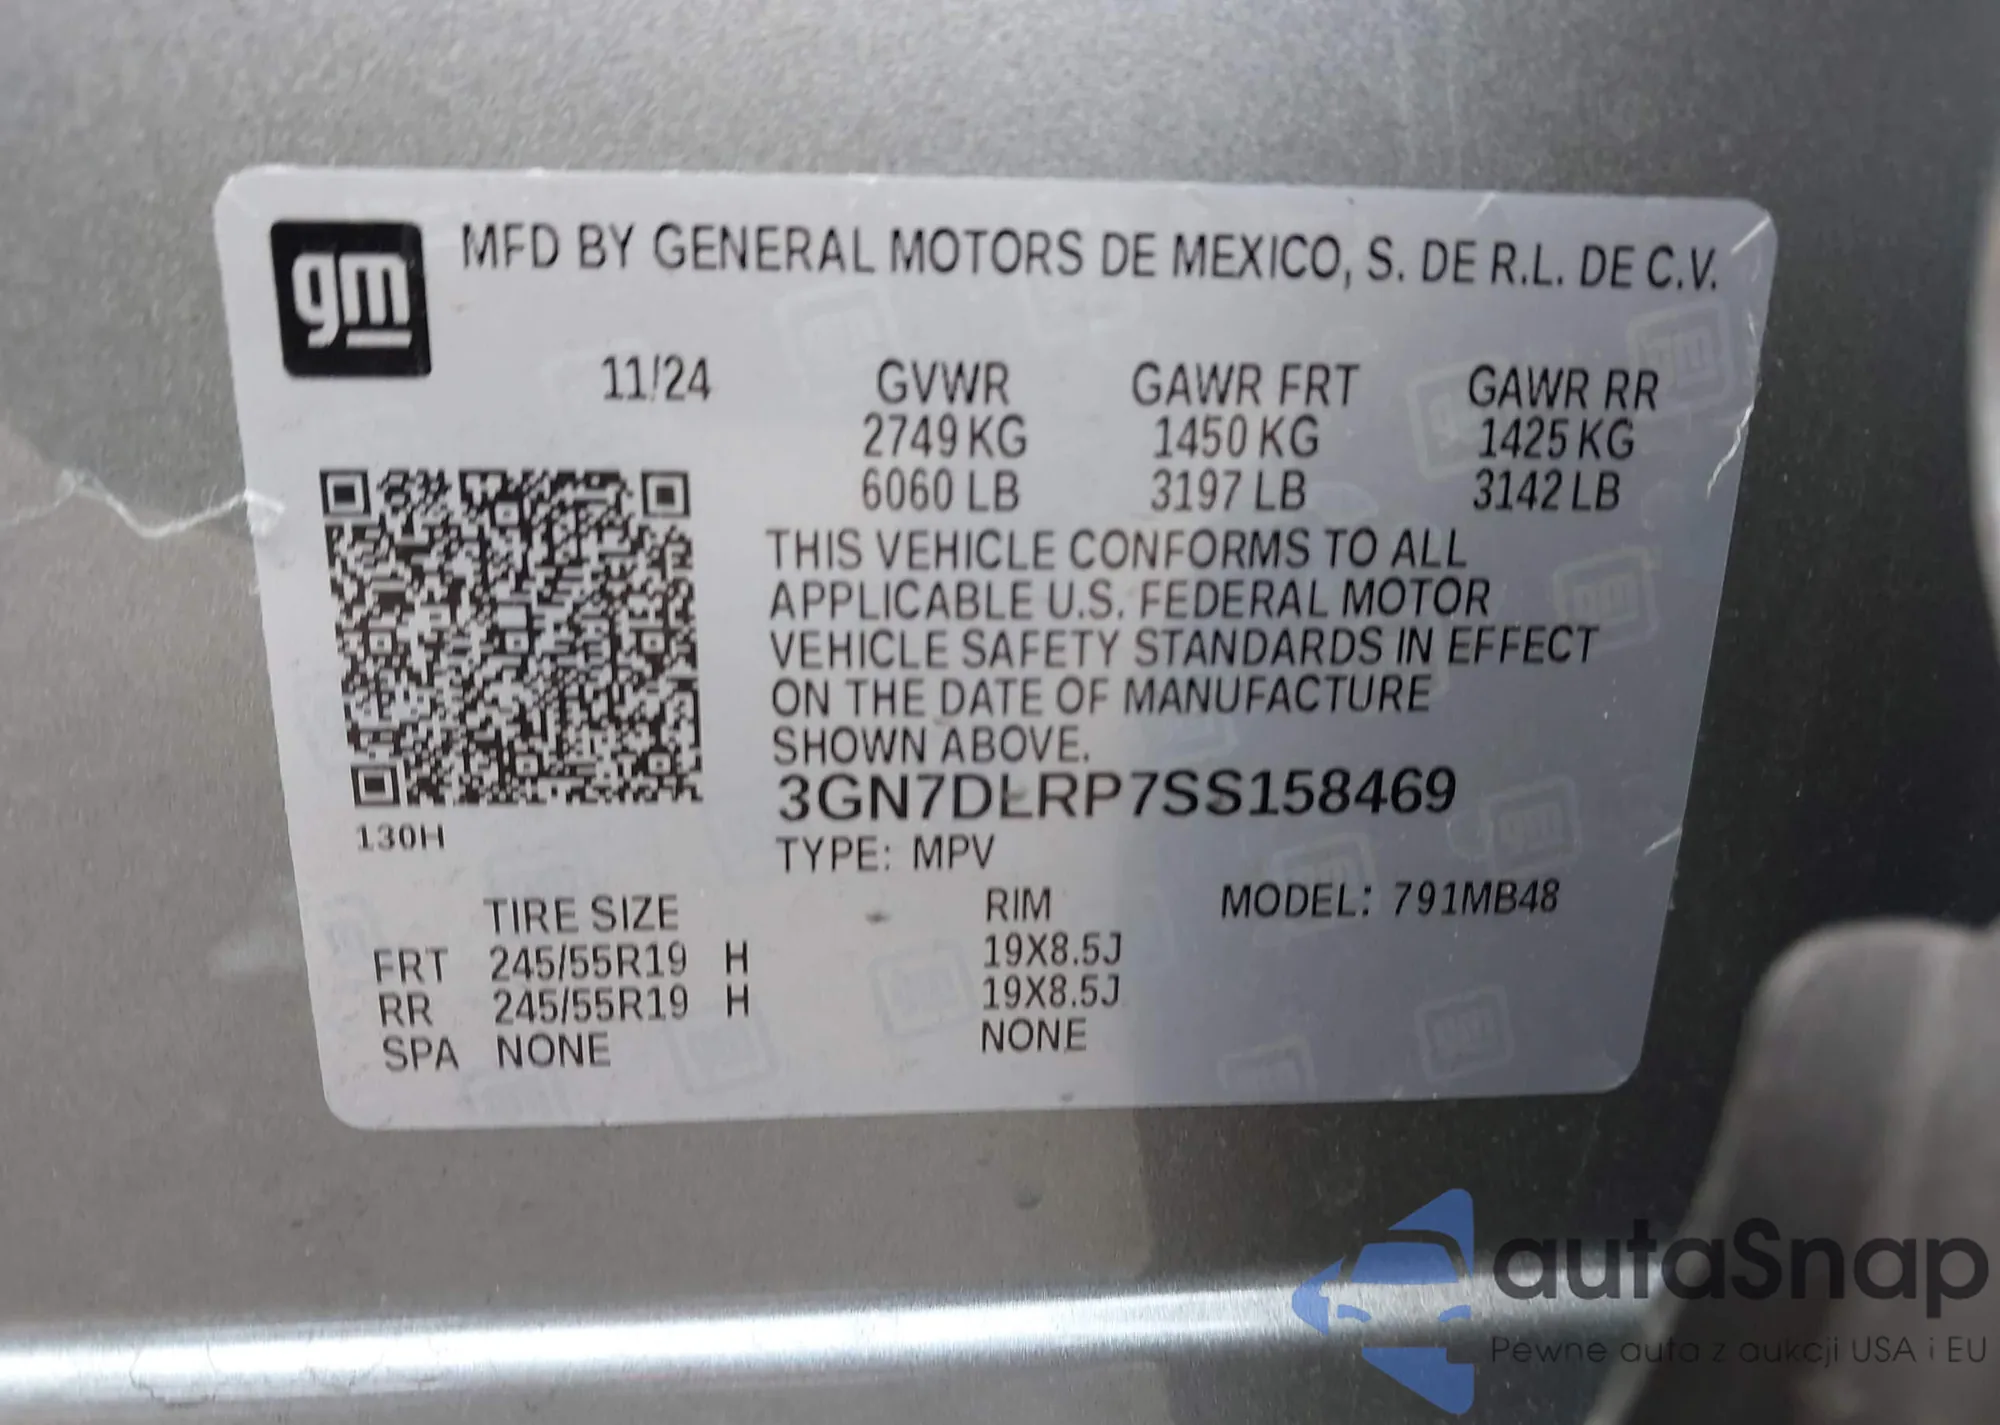 gm
MFD BY GENERAL MOTORS DE MEXICO, S. DE R.L. DE C.V.
11/24 GVWR GAWR FRT GAWR RR
2749 KG 1450 KG 1425 KG
6060 LB 3197 LB 3142 LB
THIS VEHICLE CONFORMS TO ALL
APPLICABLE U.S. FEDERAL MOTOR
VEHICLE SAFETY STANDARDS IN EFFECT
ON THE DATE OF MANUFACTURE
SHOWN ABOVE.
3GN7DLRP7SS158469
130H
TYPE: MPV
TIRE SIZE RIM MODEL: 791MB48
FRT 245/55R19 H 19X8.5J
RR 245/55R19 H 19X8.5J
SPA NONE NONE
autaSnap
Pewne auta z aukcji USA i EU